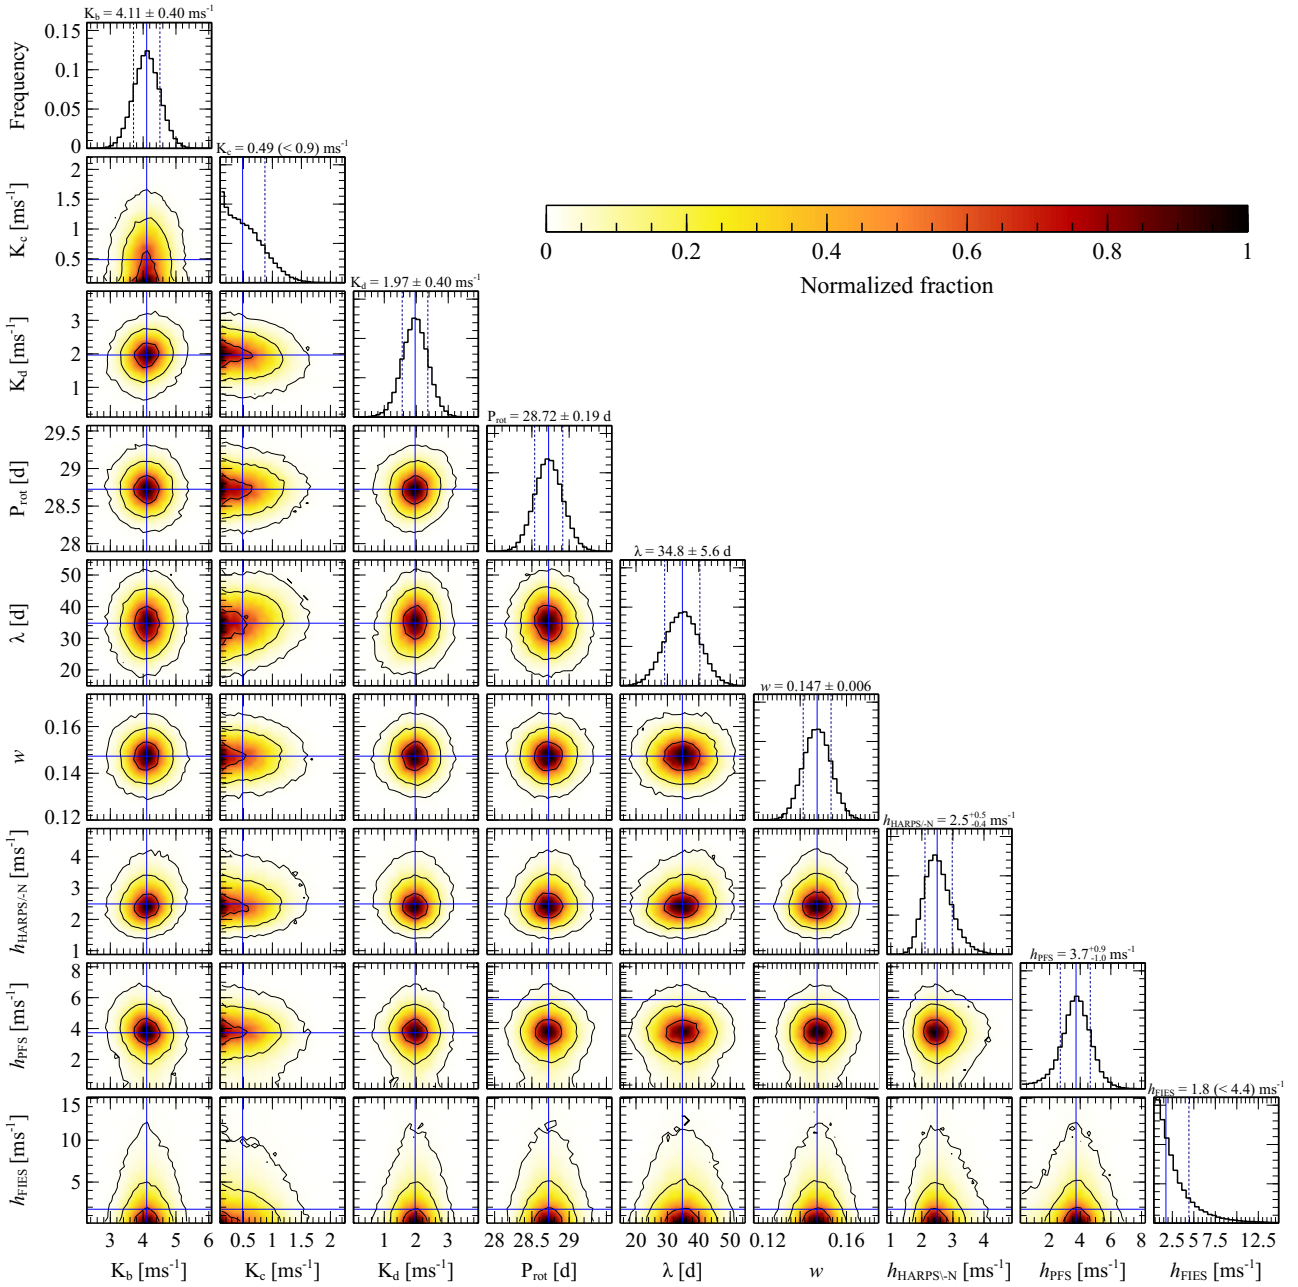 K_b = 4.11 ± 0.40 ms⁻¹
0.15
0.1
0.05
0
Frequency
K_c = 0.49 (< 0.9) ms⁻¹
2
1.5
1
0.5
K_c [ms⁻¹]
0 0.2 0.4 0.6 0.8 1
Normalized fraction
K_d = 1.97 ± 0.40 ms⁻¹
3
2
1
K_d [ms⁻¹]
P_rot = 28.72 ± 0.19 d
29.5
29
28.5
28
P_rot [d]
λ = 34.8 ± 5.6 d
50
40
30
20
λ [d]
w = 0.147 ± 0.006
0.16
0.14
0.12
w
h_HARPS/-N = 2.5 +0.5 -0.4 ms⁻¹
4
3
2
1
h_HARPS/-N [ms⁻¹]
h_PFS = 3.7 +0.9 -1.0 ms⁻¹
8
6
4
2
h_PFS [ms⁻¹]
h_FIES = 1.8 (< 4.4) ms⁻¹
15
10
5
h_FIES [ms⁻¹]
2 3 4 5 6 0.5 1 1.5 2 0 1 2 3 28 28.5 29 20 30 40 50 0.12 0.16 1 2 3 4 2 4 6 8 2.5 5 7.5 12.5
K_b [ms⁻¹] K_c [ms⁻¹] K_d [ms⁻¹] P_rot [d] λ [d] w h_HARPS\-N [ms⁻¹] h_PFS [ms⁻¹] h_FIES [ms⁻¹]